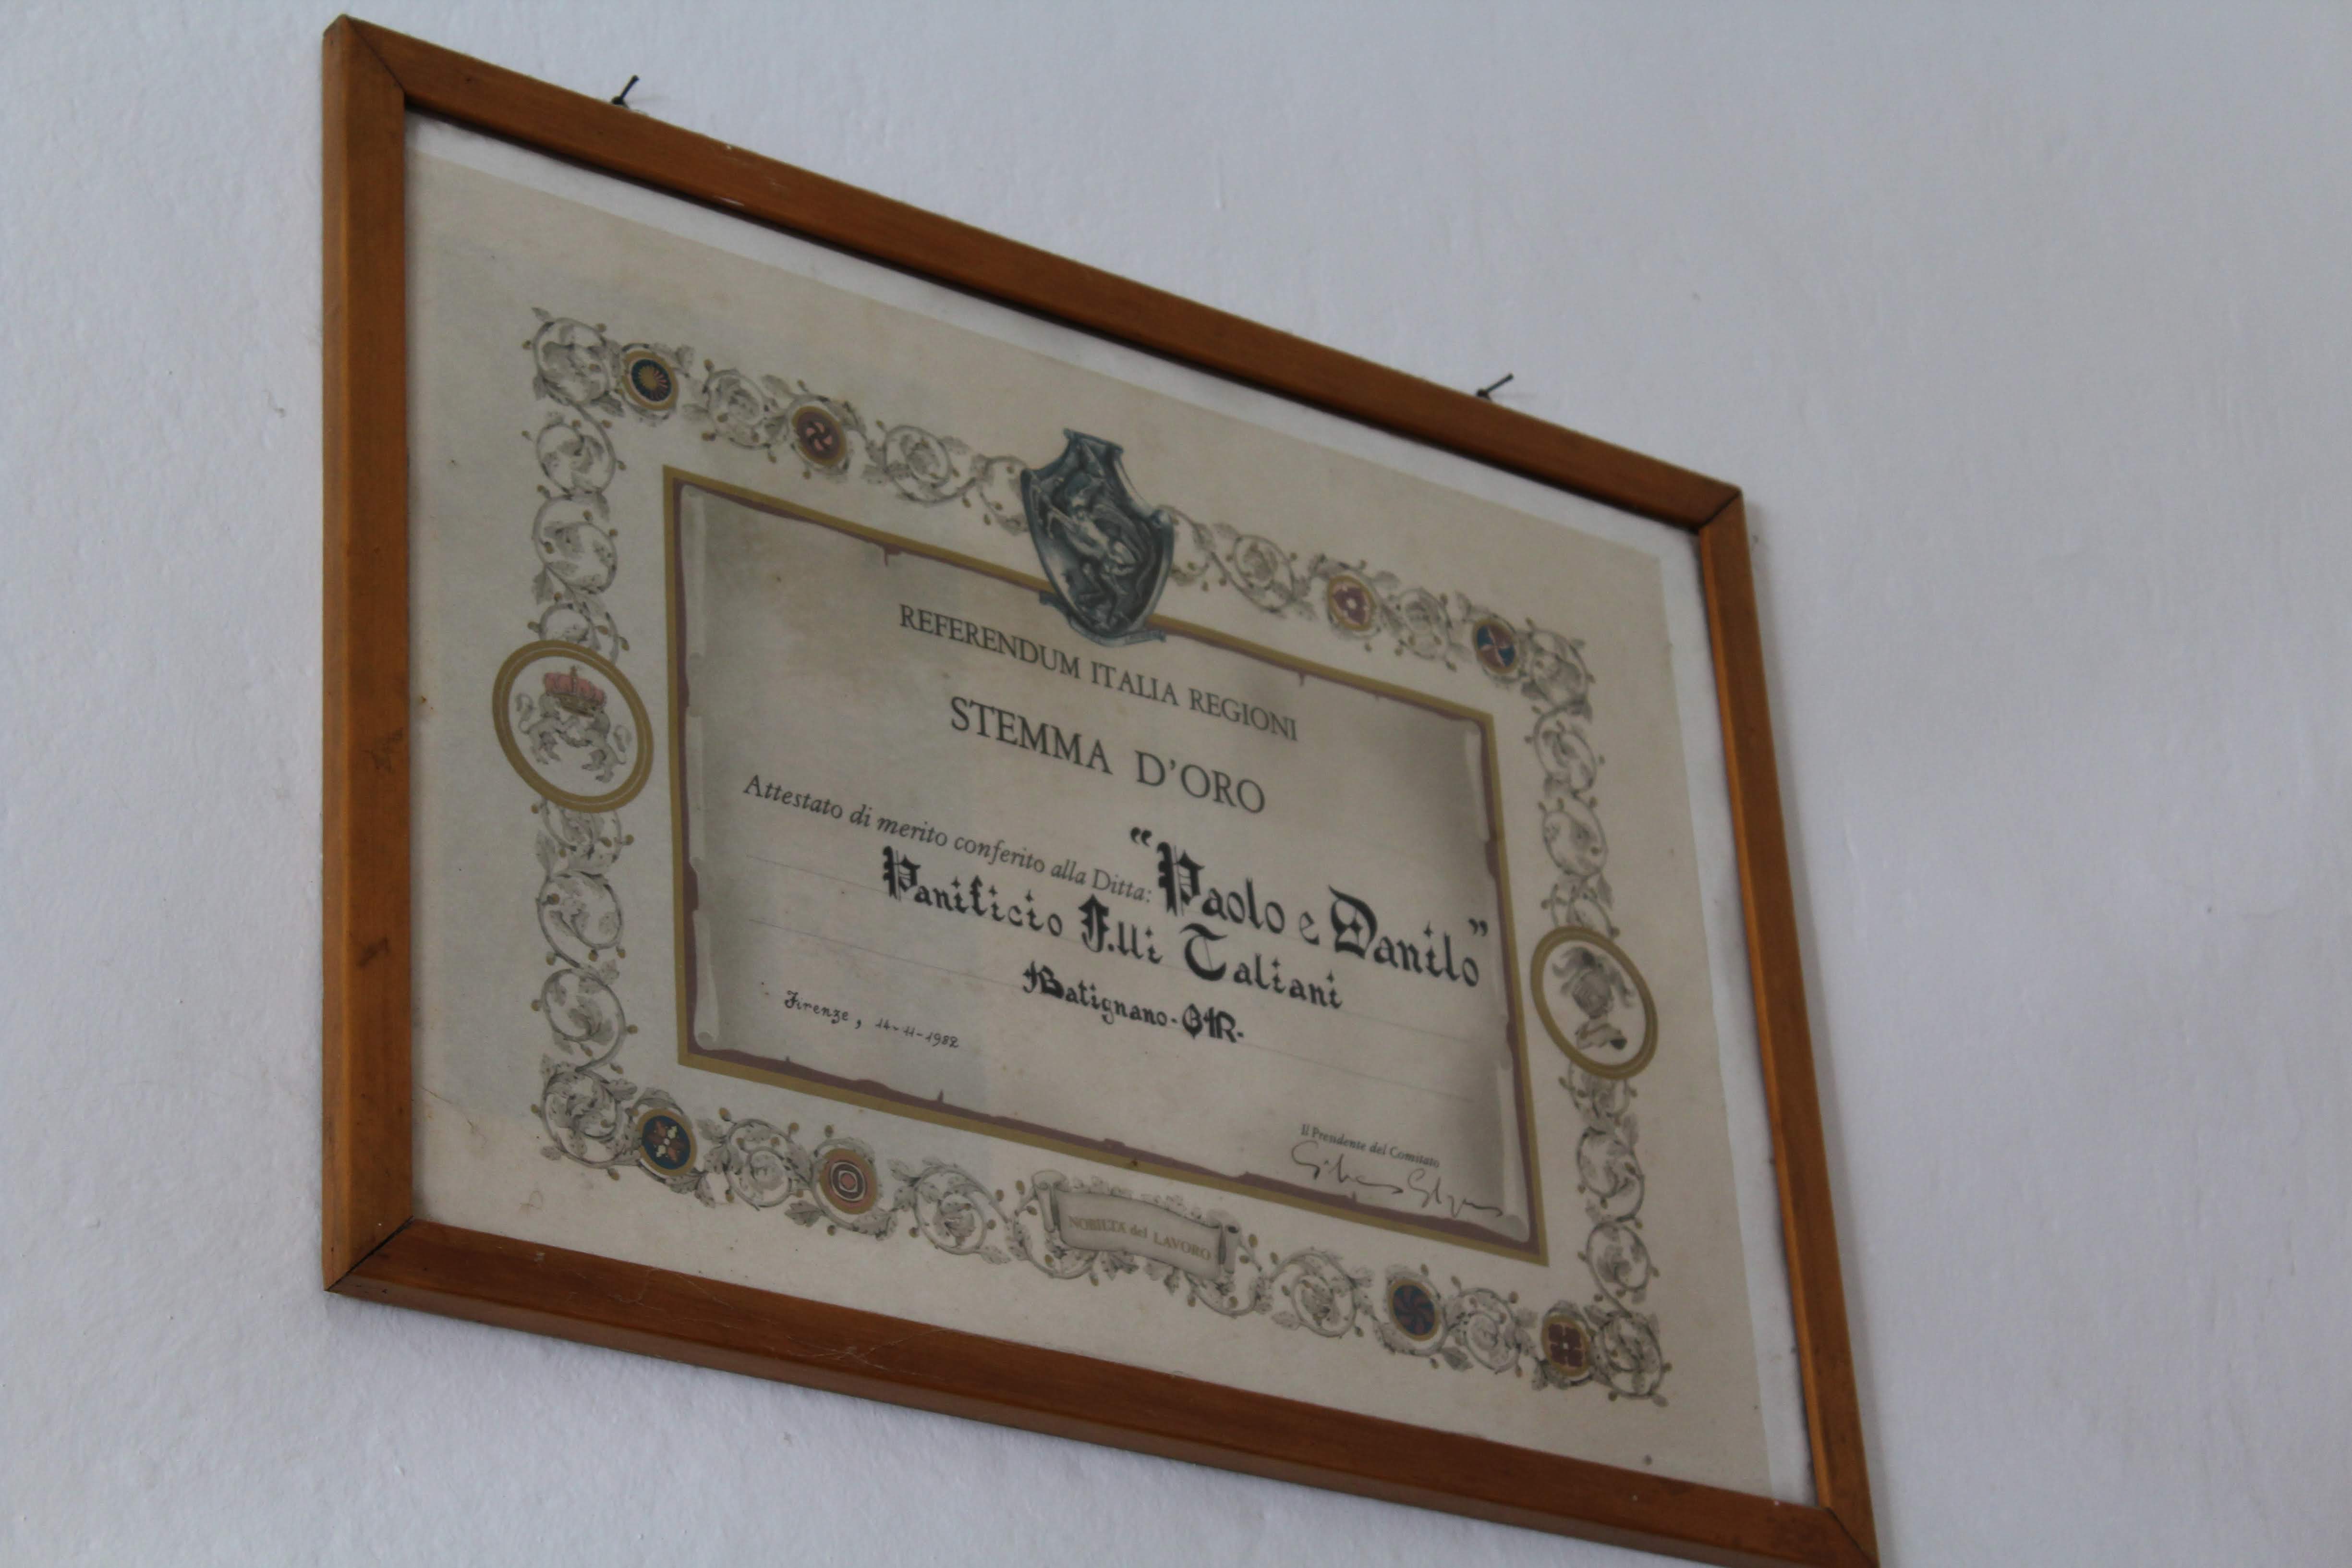 REFERENDUM ITALIA REGIONI
STEMMA D'ORO
Attestato di merito conferito alla Ditta: "Paolo e Danilo"
Panificio F.lli Taliani
Batignano-GR.
Firenze, 14-11-1982
Il Presidente del Comitato
NOBILTA del LAVORO